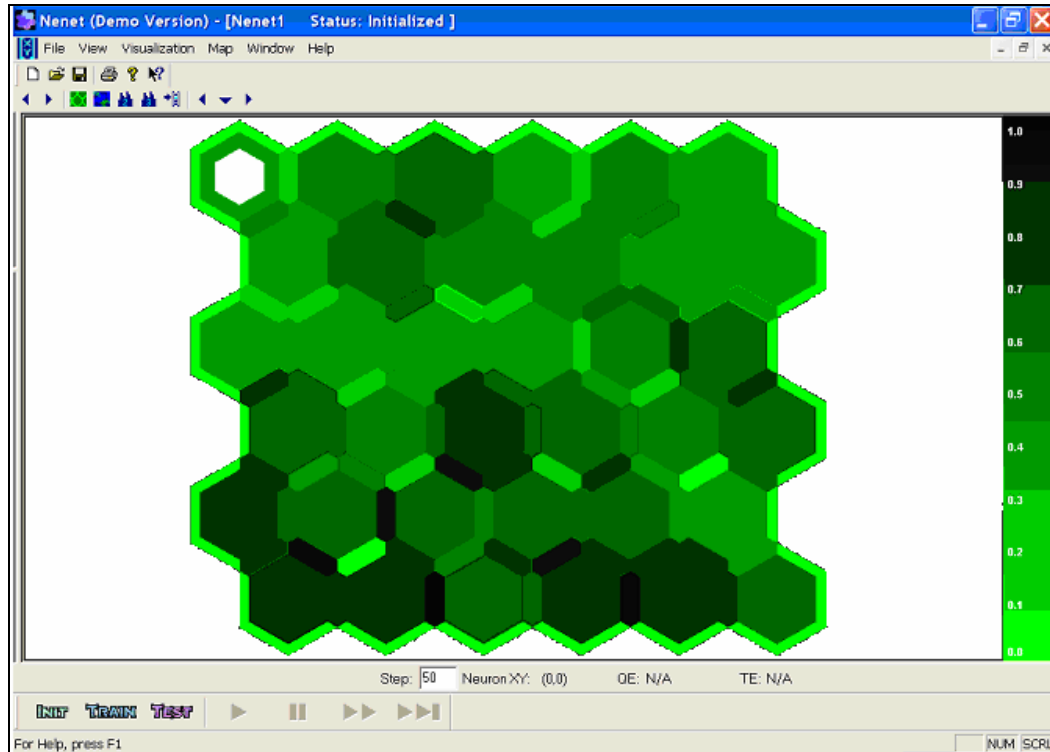 Nenet (Demo Version) - [Nenet1 Status: Initialized ]
File View Visualization Map Window Help
1.0
0.9
0.8
0.7
0.6
0.5
0.4
0.3
0.2
0.1
0.0
Step: 50 Neuron XY: (0,0) QE: N/A TE: N/A
INIT TRAIN TEST
For Help, press F1 NUM SCRL